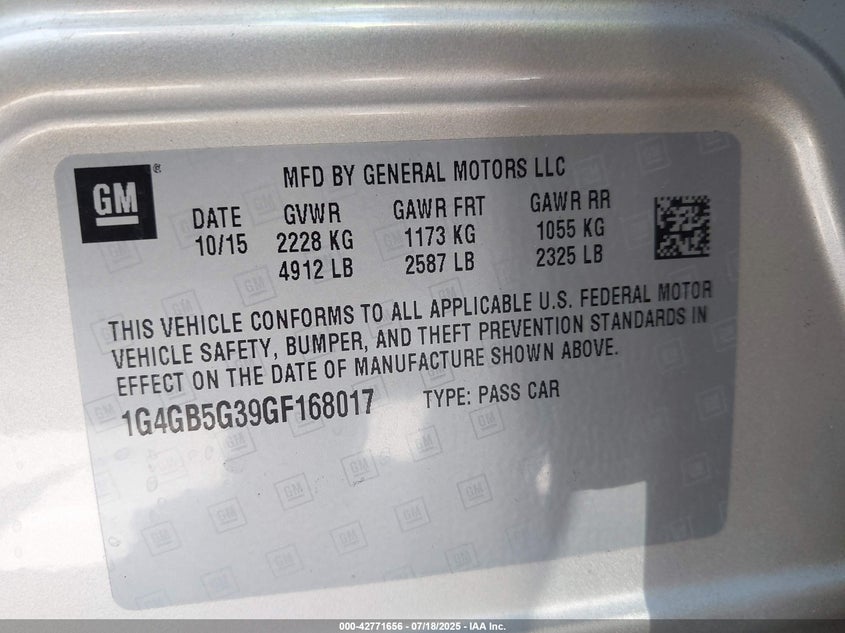 GM ®
MFD BY GENERAL MOTORS LLC
DATE GVWR GAWR FRT GAWR RR
10/15 2228 KG 1173 KG 1055 KG
4912 LB 2587 LB 2325 LB
THIS VEHICLE CONFORMS TO ALL APPLICABLE U.S. FEDERAL MOTOR
VEHICLE SAFETY, BUMPER, AND THEFT PREVENTION STANDARDS IN
EFFECT ON THE DATE OF MANUFACTURE SHOWN ABOVE.
1G4GB5G39GF168017 TYPE: PASS CAR
000-42771656 - 07/18/2025 - IAA Inc.